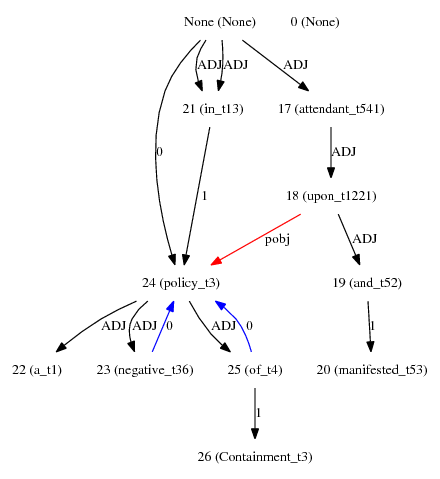 None (None) 0 (None)
ADJ ADJ ADJ
21 (in_t13) 17 (attendant_t541)
0 ADJ
1 18 (upon_t1221)
pobj ADJ
24 (policy_t3) 19 (and_t52)
ADJ ADJ 0 ADJ 0 1
22 (a_t1) 23 (negative_t36) 25 (of_t4) 20 (manifested_t53)
1
26 (Containment_t3)